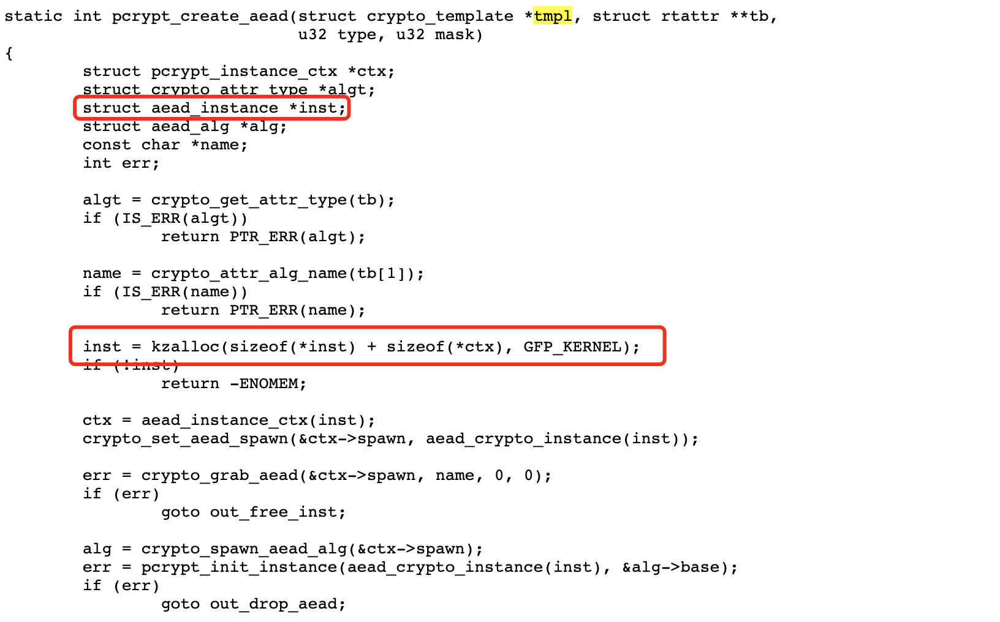 static int pcrypt_create_aead(struct crypto_template *tmpl, struct rtattr **tb,
                              u32 type, u32 mask)
{
        struct pcrypt_instance_ctx *ctx;
        struct crypto_attr_type *algt;
        struct aead_instance *inst;
        struct aead_alg *alg;
        const char *name;
        int err;

        algt = crypto_get_attr_type(tb);
        if (IS_ERR(algt))
                return PTR_ERR(algt);

        name = crypto_attr_alg_name(tb[1]);
        if (IS_ERR(name))
                return PTR_ERR(name);

        inst = kzalloc(sizeof(*inst) + sizeof(*ctx), GFP_KERNEL);
        if (!inst)
                return -ENOMEM;

        ctx = aead_instance_ctx(inst);
        crypto_set_aead_spawn(&ctx->spawn, aead_crypto_instance(inst));

        err = crypto_grab_aead(&ctx->spawn, name, 0, 0);
        if (err)
                goto out_free_inst;

        alg = crypto_spawn_aead_alg(&ctx->spawn);
        err = pcrypt_init_instance(aead_crypto_instance(inst), &alg->base);
        if (err)
                goto out_drop_aead;